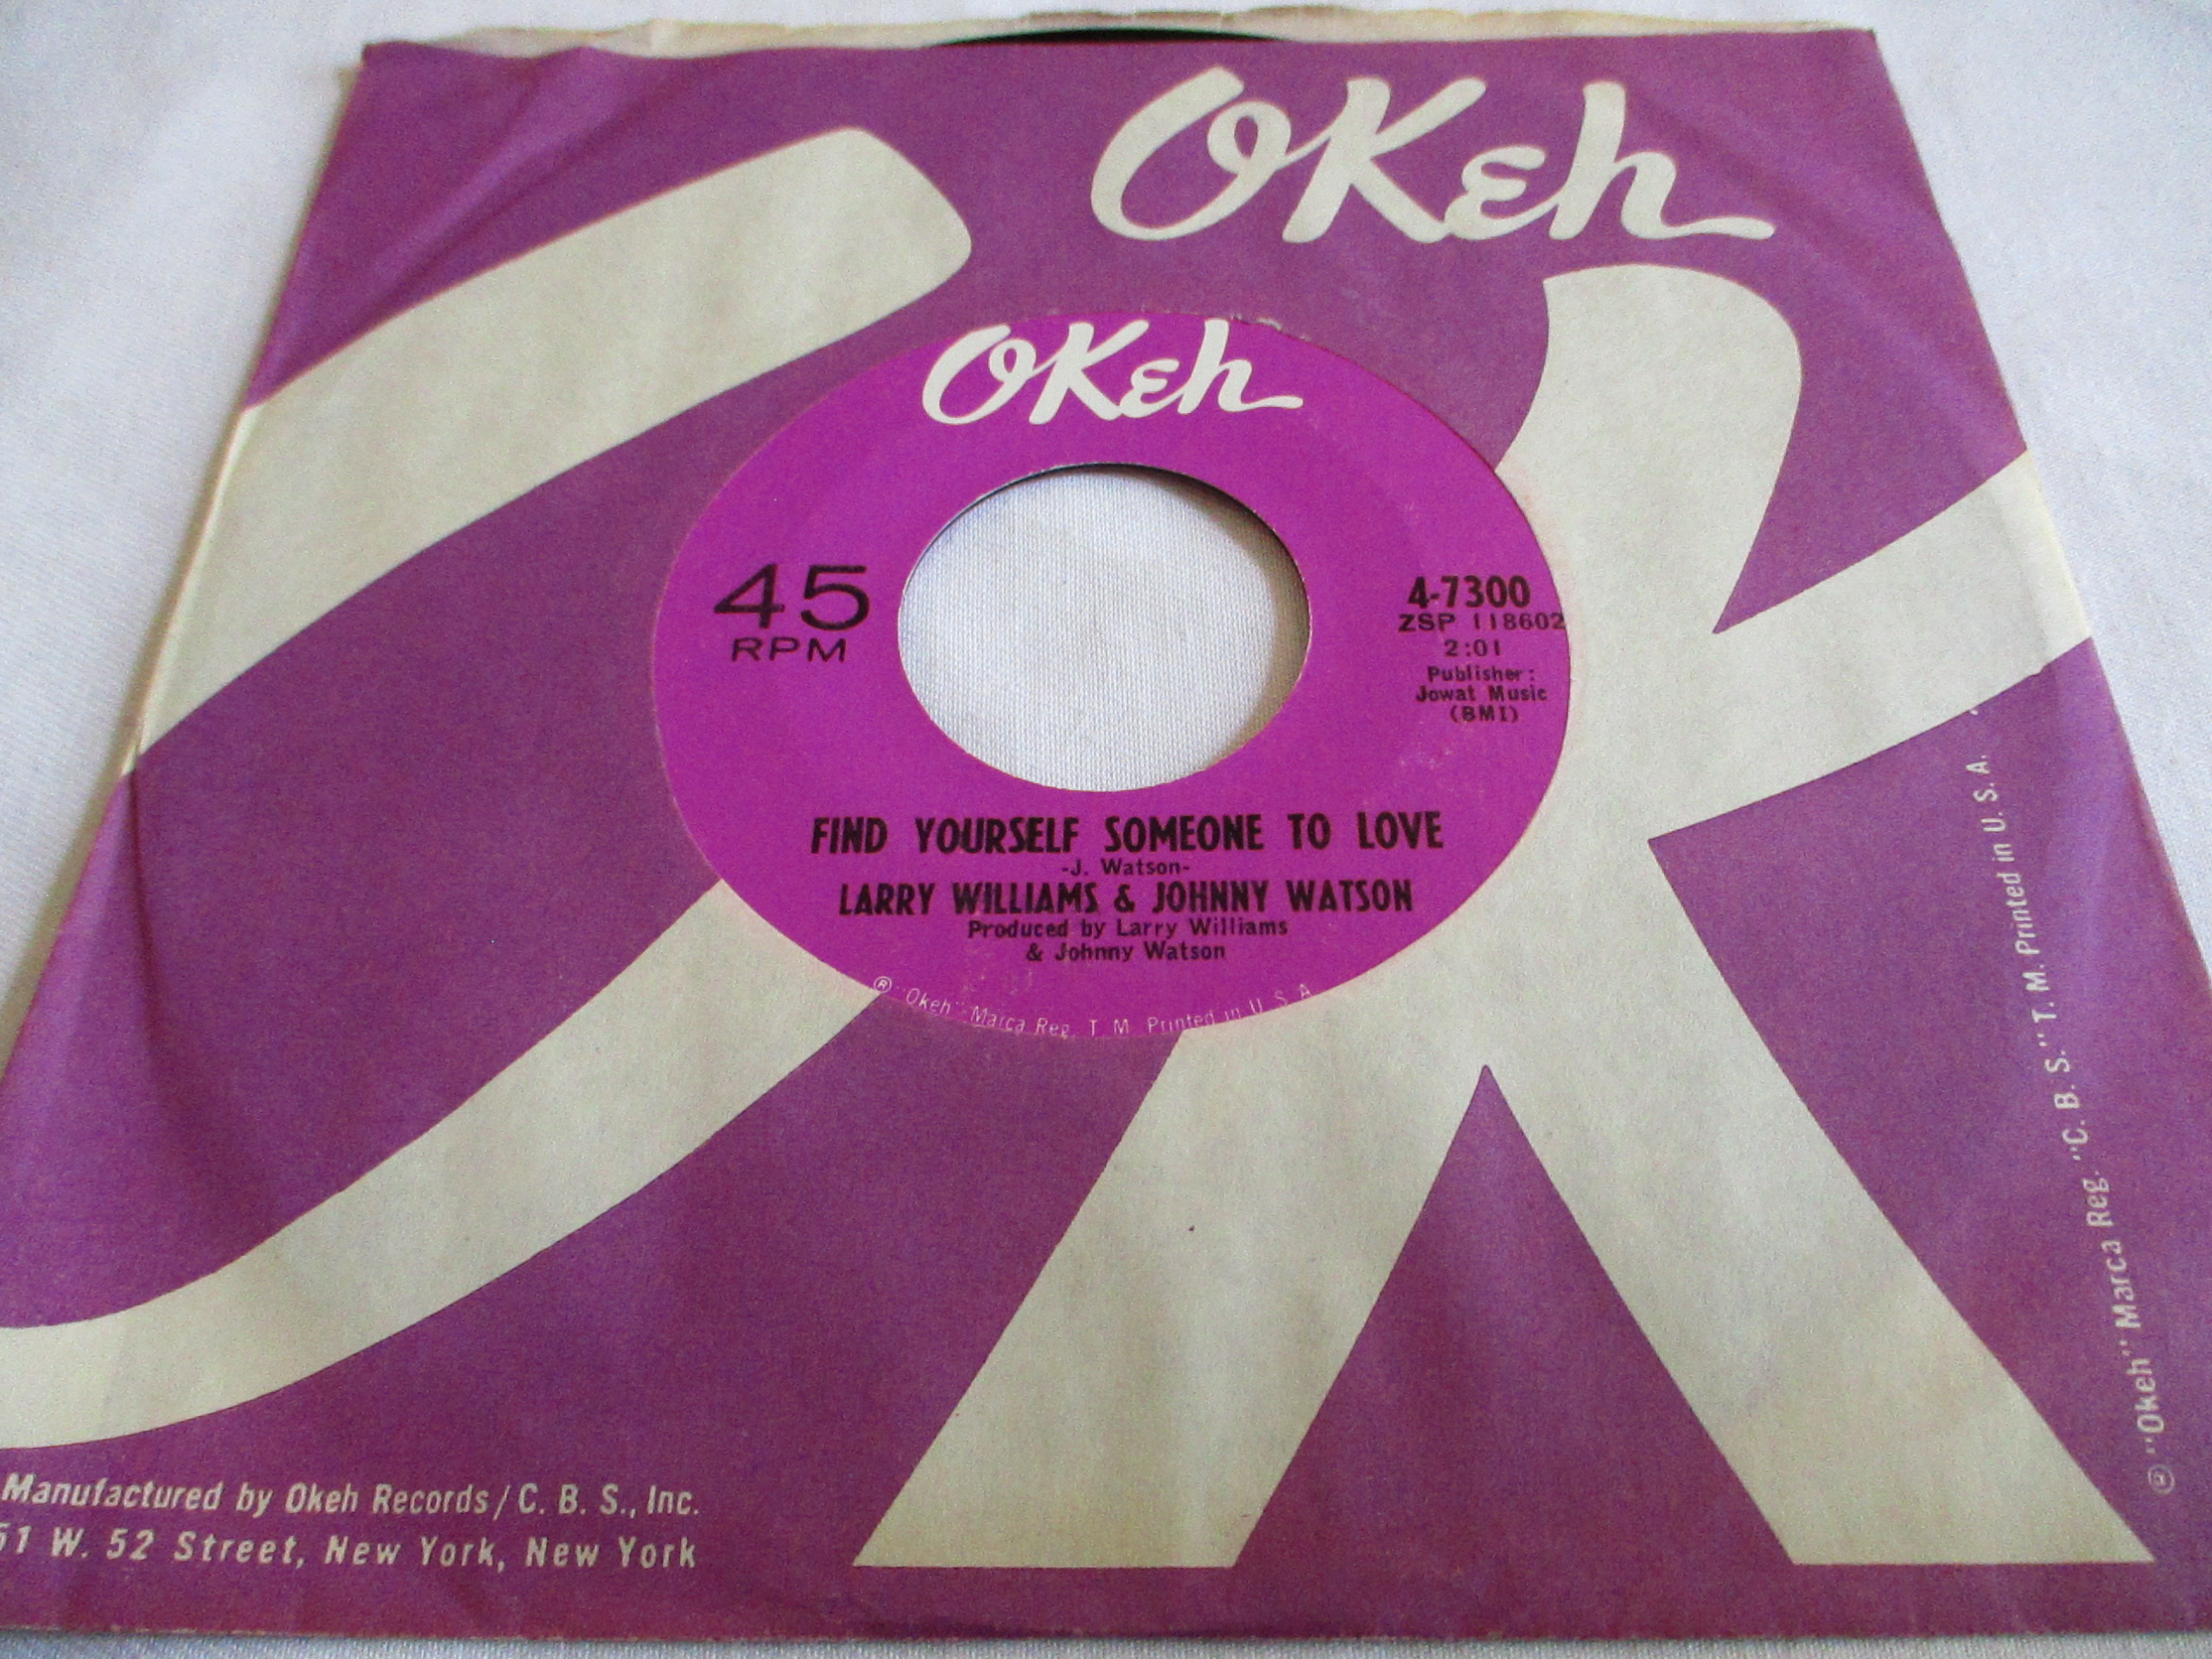 OKeh
OKeh
45
RPM
4-7300
ZSP 118602
2:01
Publisher:
Jowat Music
(BMI)
FIND YOURSELF SOMEONE TO LOVE
-J. Watson-
LARRY WILLIAMS & JOHNNY WATSON
Produced by Larry Williams
& Johnny Watson
® "Okeh" Marca Reg. T. M. Printed in U. S. A.
® "Okeh" Marca Reg. "C. B. S." T. M. Printed in U. S. A.
Manufactured by Okeh Records / C. B. S., Inc.
51 W. 52 Street, New York, New York